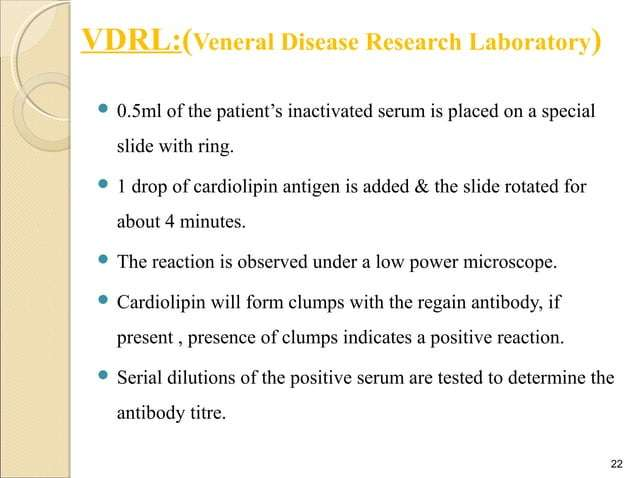 VDRL:(Veneral Disease Research Laboratory)
0.5ml of the patient’s inactivated serum is placed on a special
slide with ring.
1 drop of cardiolipin antigen is added & the slide rotated for
about 4 minutes.
The reaction is observed under a low power microscope.
Cardiolipin will form clumps with the regain antibody, if
present , presence of clumps indicates a positive reaction.
Serial dilutions of the positive serum are tested to determine the
antibody titre.
22